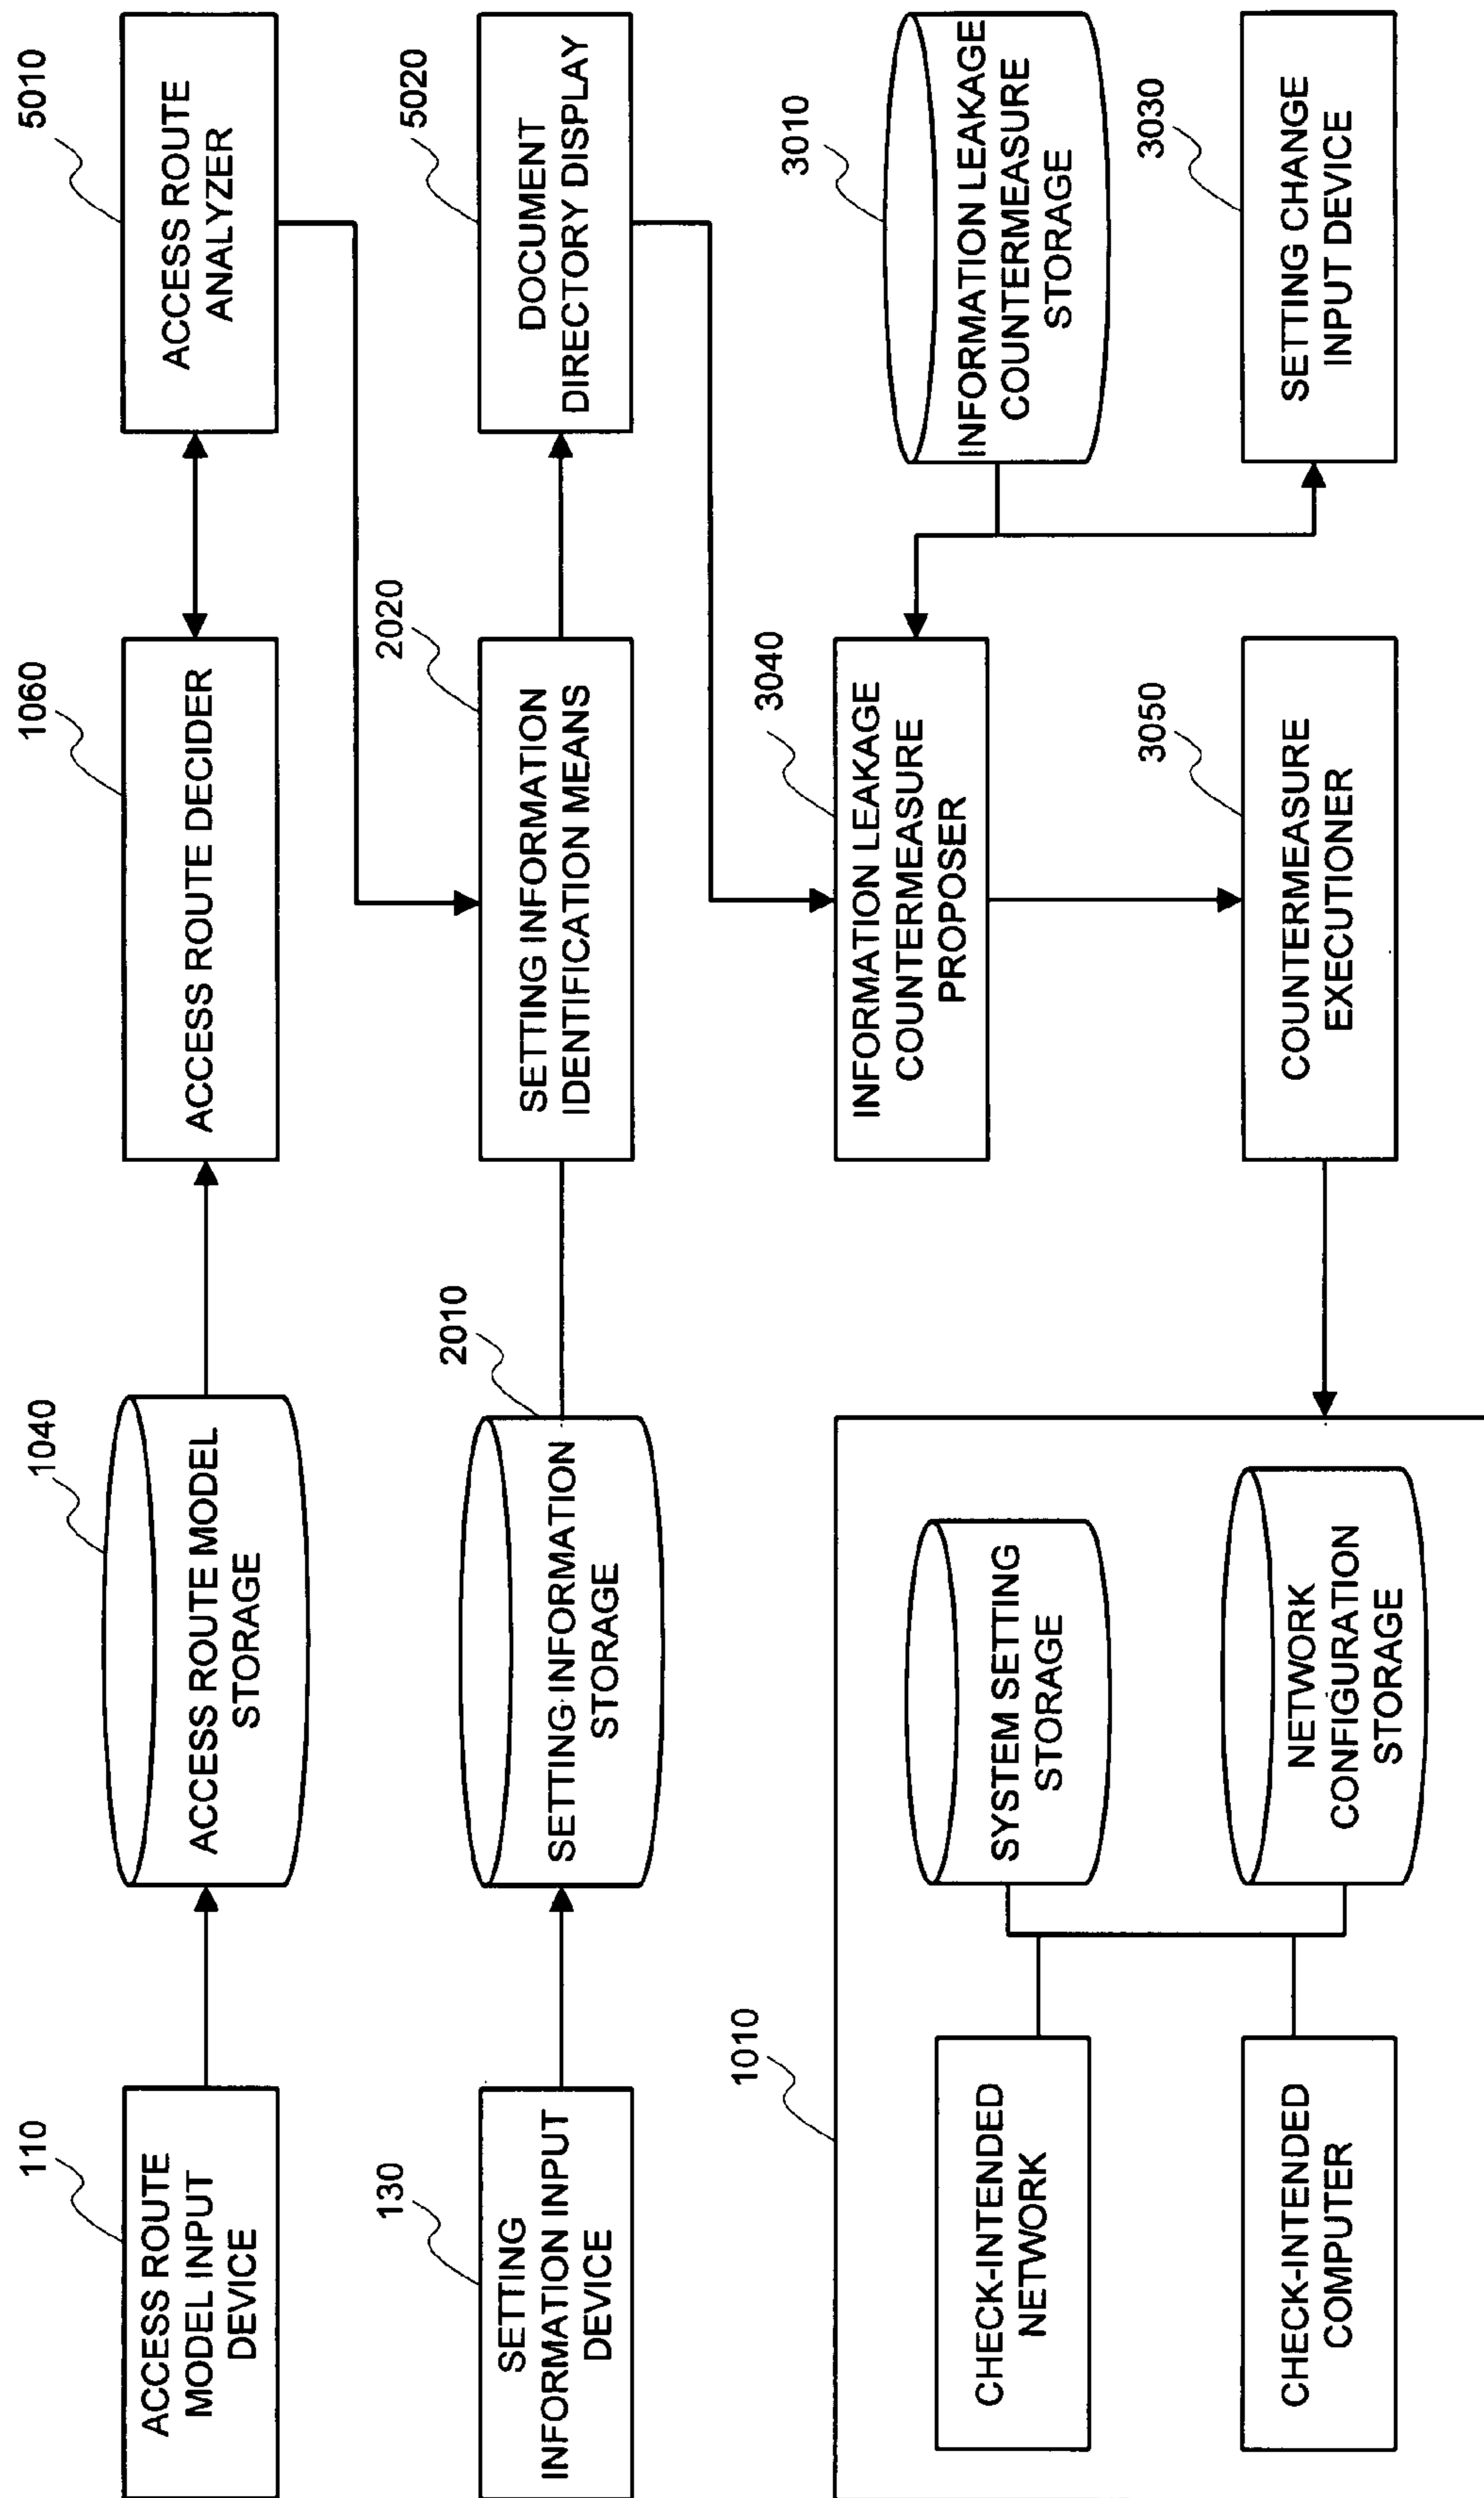 110
ACCESS ROUTE
MODEL INPUT
DEVICE
1040
ACCESS ROUTE MODEL
STORAGE
1060
ACCESS ROUTE DECIDER
5010
ACCESS ROUTE
ANALYZER
130
SETTING
INFORMATION INPUT
DEVICE
2010
SETTING INFORMATION
STORAGE
2020
SETTING INFORMATION
IDENTIFICATION MEANS
5020
DOCUMENT
DIRECTORY DISPLAY
1010
CHECK-INTENDED
NETWORK
SYSTEM SETTING
STORAGE
3040
INFORMATION LEAKAGE
COUNTERMEASURE
PROPOSER
3010
INFORMATION LEAKAGE
COUNTERMEASURE
STORAGE
CHECK-INTENDED
COMPUTER
NETWORK
CONFIGURATION
STORAGE
3050
COUNTERMEASURE
EXECUTIONER
3030
SETTING CHANGE
INPUT DEVICE